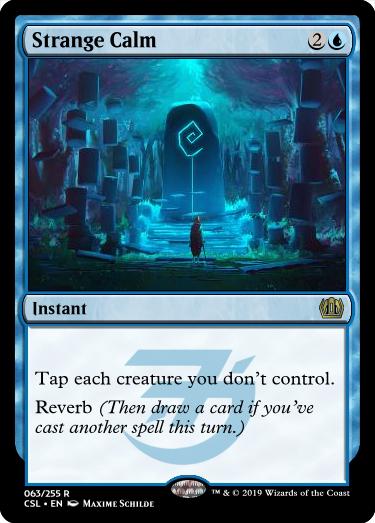 Strange Calm 2
Instant
Tap each creature you don't control.
Reverb (Then draw a card if you've
cast another spell this turn.)
063/255 R
CSL • EN Maxime Schilde
™ & © 2019 Wizards of the Coast